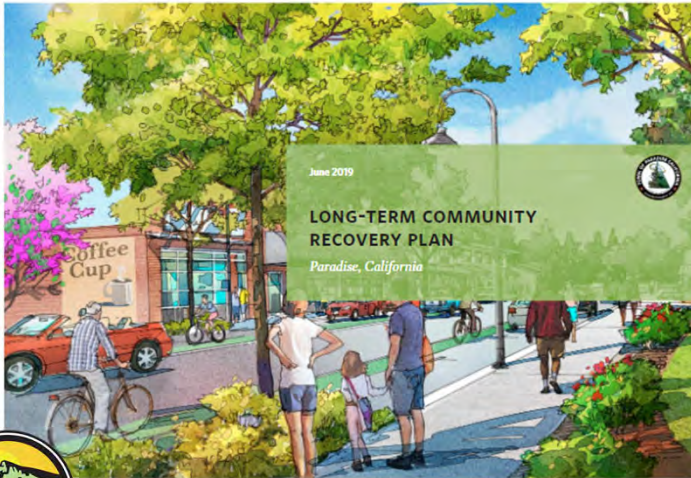 June 2019
LONG-TERM COMMUNITY
RECOVERY PLAN
Paradise, California
Coffee
Cup